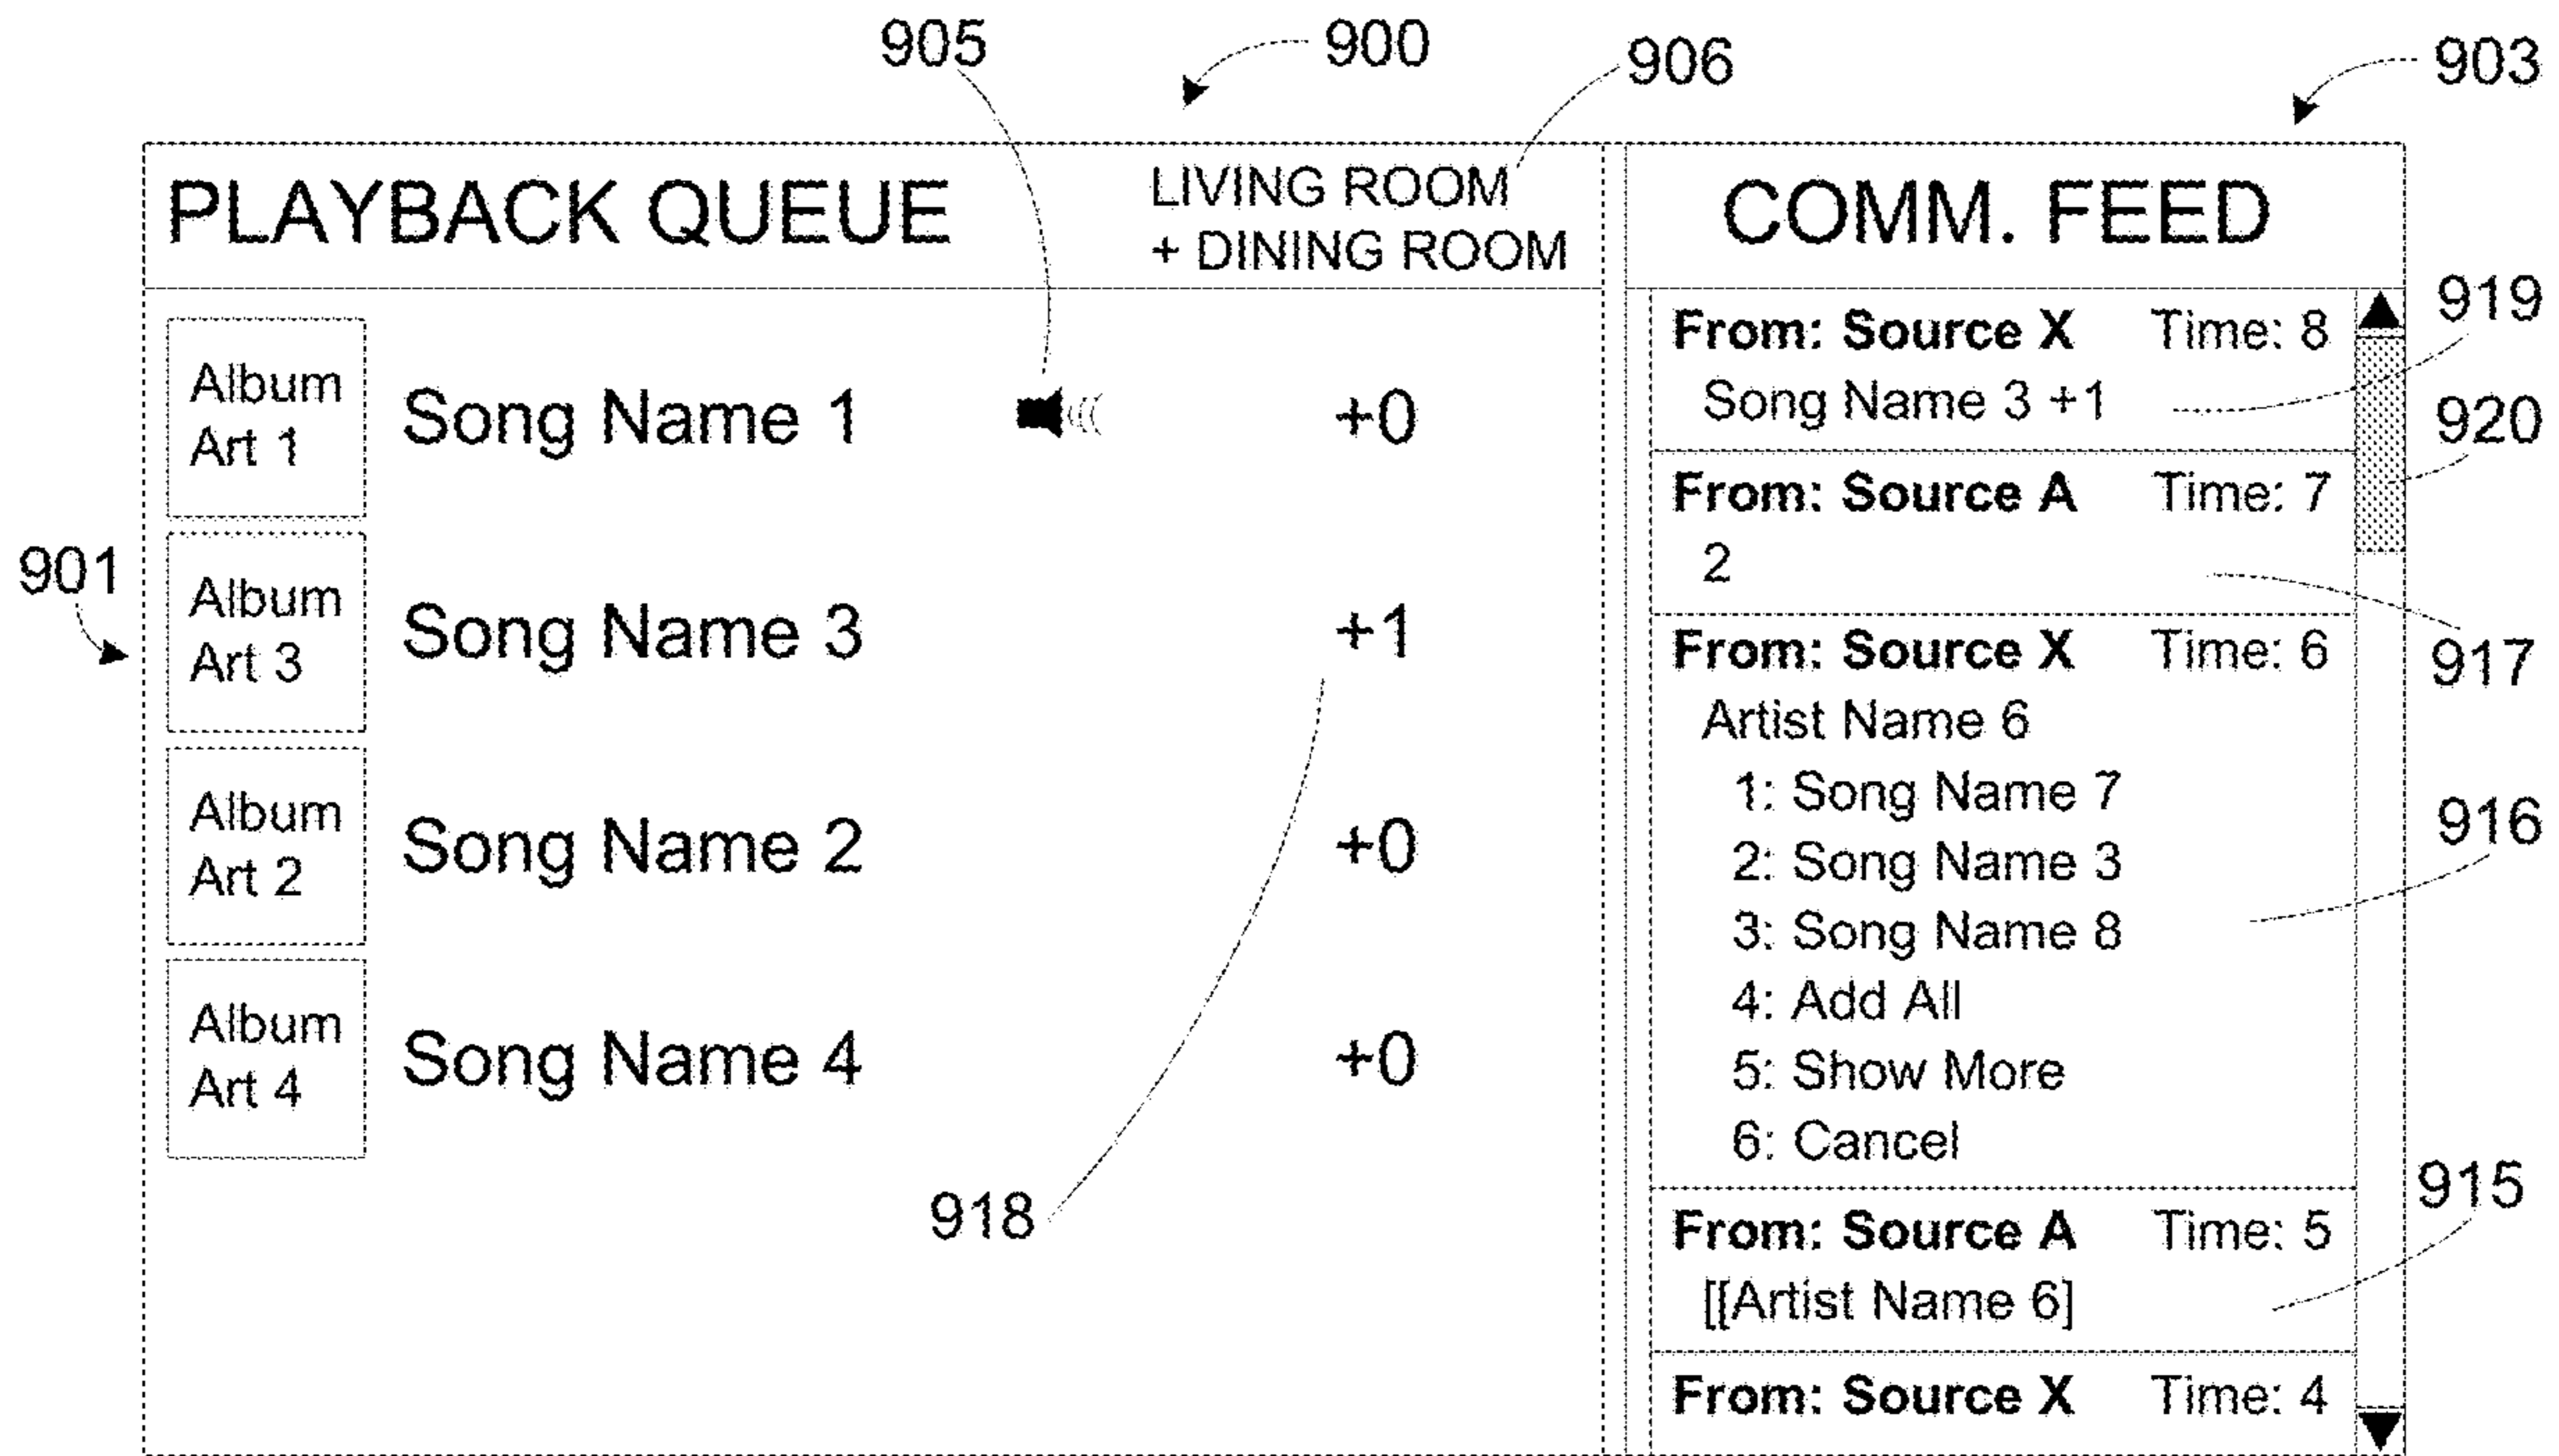 905
900
906
903
PLAYBACK QUEUE
LIVING ROOM
+ DINING ROOM
COMM. FEED
901
Album
Art 1
Song Name 1
+0
Album
Art 3
Song Name 3
+1
Album
Art 2
Song Name 2
+0
Album
Art 4
Song Name 4
+0
918
From: Source X Time: 8
Song Name 3 +1
919
920
From: Source A Time: 7
2
917
From: Source X Time: 6
Artist Name 6
1: Song Name 7
2: Song Name 3
3: Song Name 8
4: Add All
5: Show More
6: Cancel
916
From: Source A Time: 5
[[Artist Name 6]
915
From: Source X Time: 4